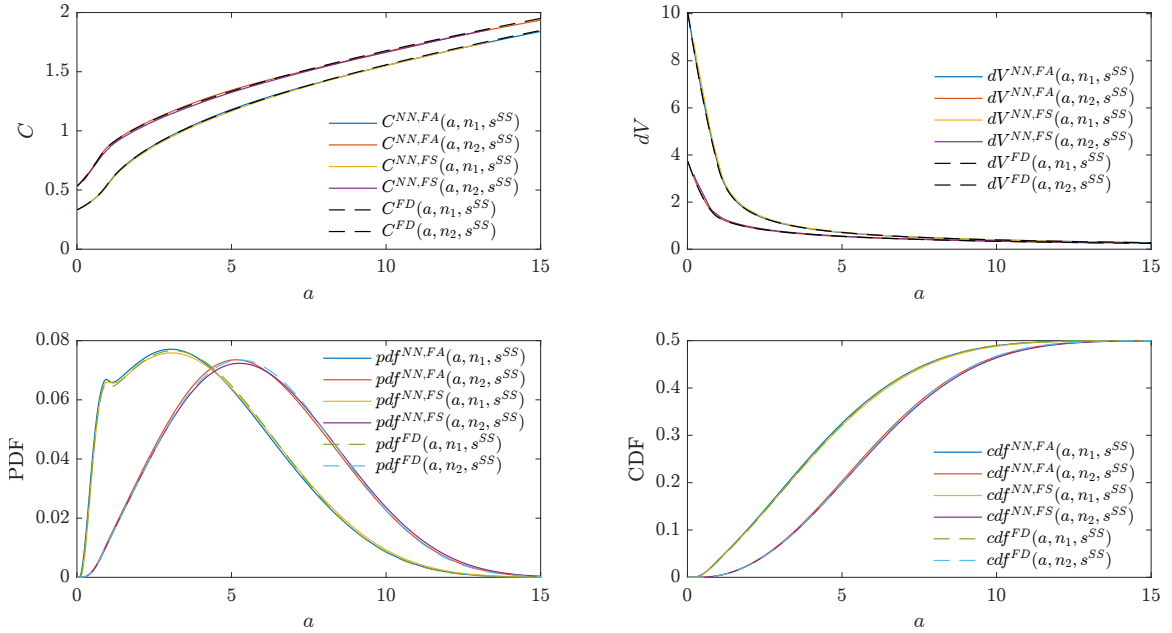 2
1.5
1
0.5
0
C
0
5
10
15
a
C^{NN,FA}(a, n_1, s^{SS})
C^{NN,FA}(a, n_2, s^{SS})
C^{NN,FS}(a, n_1, s^{SS})
C^{NN,FS}(a, n_2, s^{SS})
C^{FD}(a, n_1, s^{SS})
C^{FD}(a, n_2, s^{SS})
10
8
6
4
2
0
dV
0
5
10
15
a
dV^{NN,FA}(a, n_1, s^{SS})
dV^{NN,FA}(a, n_2, s^{SS})
dV^{NN,FS}(a, n_1, s^{SS})
dV^{NN,FS}(a, n_2, s^{SS})
dV^{FD}(a, n_1, s^{SS})
dV^{FD}(a, n_2, s^{SS})
0.08
0.06
0.04
0.02
0
PDF
0
5
10
15
a
pdf^{NN,FA}(a, n_1, s^{SS})
pdf^{NN,FA}(a, n_2, s^{SS})
pdf^{NN,FS}(a, n_1, s^{SS})
pdf^{NN,FS}(a, n_2, s^{SS})
pdf^{FD}(a, n_1, s^{SS})
pdf^{FD}(a, n_2, s^{SS})
0.5
0.4
0.3
0.2
0.1
0
CDF
0
5
10
15
a
cdf^{NN,FA}(a, n_1, s^{SS})
cdf^{NN,FA}(a, n_2, s^{SS})
cdf^{NN,FS}(a, n_1, s^{SS})
cdf^{NN,FS}(a, n_2, s^{SS})
cdf^{FD}(a, n_1, s^{SS})
cdf^{FD}(a, n_2, s^{SS})